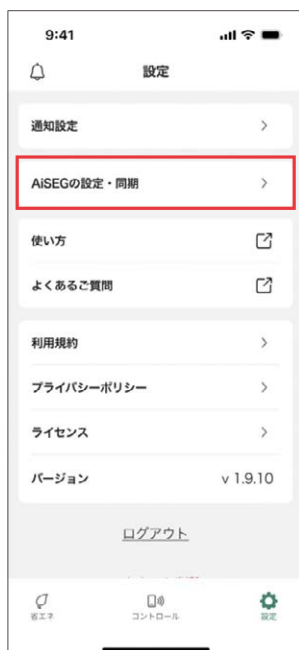 9:41
設定
通知設定
AiSEGの設定・同期
使い方
よくあるご質問
利用規約
プライバシーポリシー
ライセンス
バージョン v 1.9.10
ログアウト
省エネ コントロール 設定